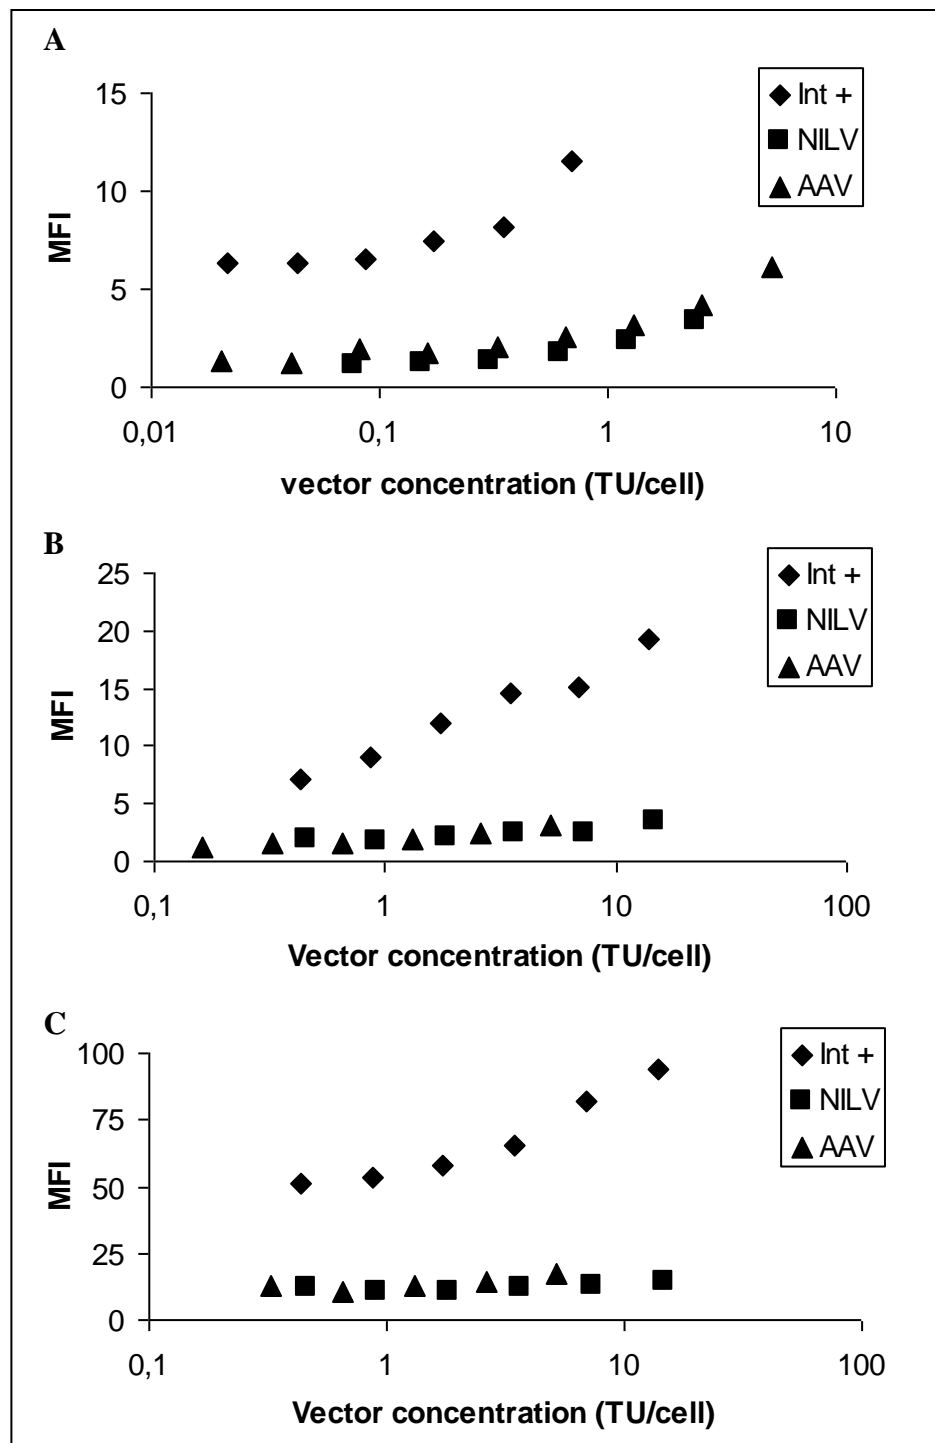 A
15
10
5
0
MFI
0,01
0,1
1
10
vector concentration (TU/cell)
Int +
NILV
AAV
B
25
20
15
10
5
0
MFI
0,1
1
10
100
Vector concentration (TU/cell)
Int +
NILV
AAV
C
100
75
50
25
0
MFI
0,1
1
10
100
Vector concentration (TU/cell)
Int +
NILV
AAV